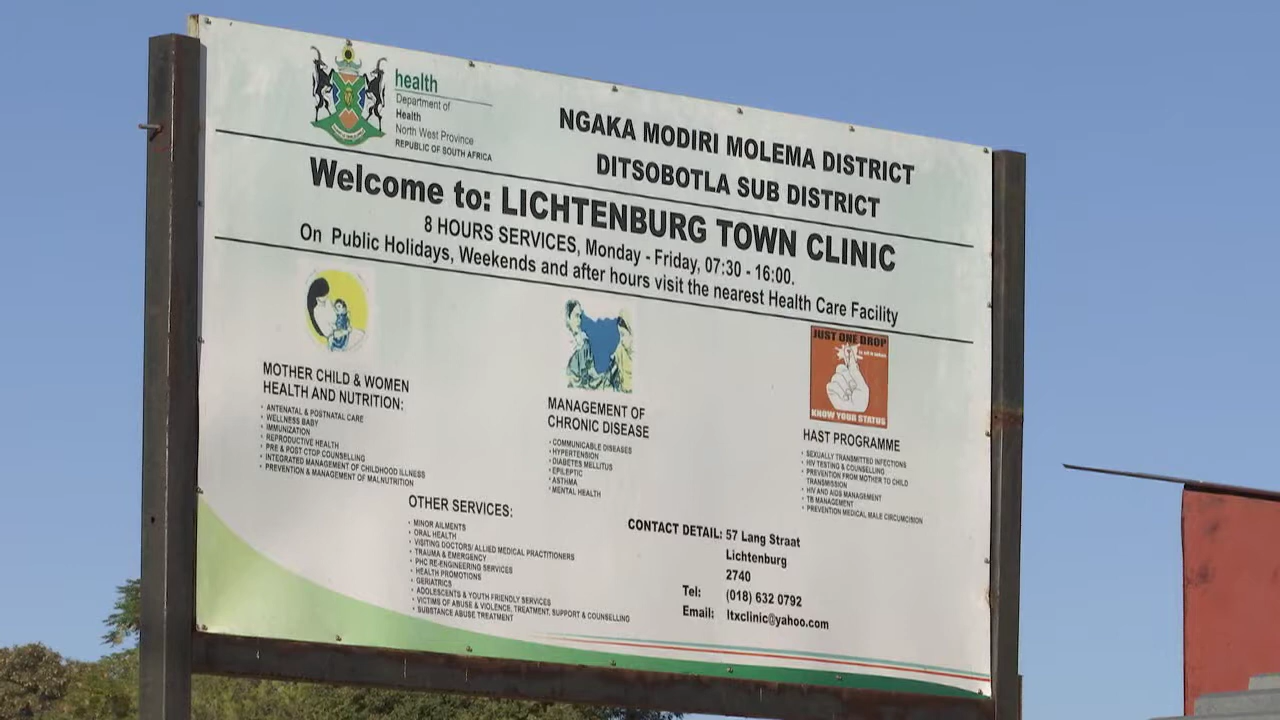 health
Department of
Health
North West Province
REPUBLIC OF SOUTH AFRICA
NGAKA MODIRI MOLEMA DISTRICT
DITSOBOTLA SUB DISTRICT
Welcome to: LICHTENBURG TOWN CLINIC
8 HOURS SERVICES, Monday - Friday, 07:30 - 16:00.
On Public Holidays, Weekends and after hours visit the nearest Health Care Facility
MOTHER CHILD & WOMEN
HEALTH AND NUTRITION:
• ANTENATAL & POSTNATAL CARE
• WELLNESS BABY
• IMMUNIZATION
• REPRODUCTIVE HEALTH
• PRE & POST CTOP COUNSELLING
• INTEGRATED MANAGEMENT OF CHILDHOOD ILLNESS
• PREVENTION & MANAGEMENT OF MALNUTRITION
MANAGEMENT OF
CHRONIC DISEASE
• COMMUNICABLE DISEASES
• HYPERTENSION
• DIABETES MELLITUS
• EPILEPTIC
• ASTHMA
• MENTAL HEALTH
JUST ONE DROP
KNOW YOUR STATUS
HAST PROGRAMME
• SEXUALLY TRANSMITTED INFECTIONS
• HIV TESTING & COUNSELLING
• PREVENTION FROM MOTHER TO CHILD
TRANSMISSION
• HIV AND AIDS MANAGEMENT
• TB MANAGEMENT
• PREVENTION MEDICAL MALE CIRCUMCISION
OTHER SERVICES:
• MINOR AILMENTS
• ORAL HEALTH
• VISITING DOCTORS/ ALLIED MEDICAL PRACTITIONERS
• TRAUMA & EMERGENCY
• PHC RE-ENGINEERING SERVICES
• HEALTH PROMOTIONS
• GERIATRICS
• ADOLESCENTS & YOUTH FRIENDLY SERVICES
• VICTIMS OF ABUSE & VIOLENCE, TREATMENT, SUPPORT & COUNSELLING
• SUBSTANCE ABUSE TREATMENT
CONTACT DETAIL: 57 Lang Straat
Lichtenburg
2740
Tel: (018) 632 0792
Email: ltxclinic@yahoo.com